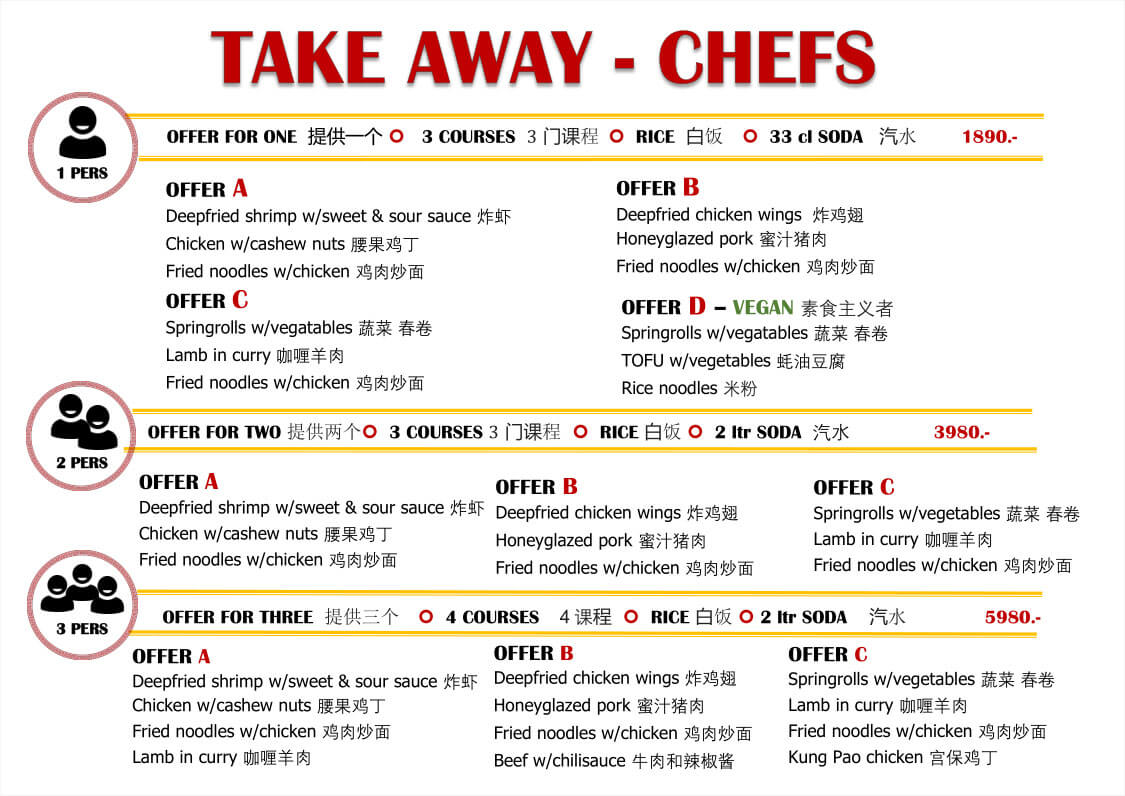 TAKE AWAY - CHEFS
1 PERS
OFFER FOR ONE 提供一个 3 COURSES 3 门课程 RICE 白饭 33 cl SODA 汽水 1890.-
OFFER A
Deepfried shrimp w/sweet & sour sauce 炸虾
Chicken w/cashew nuts 腰果鸡丁
Fried noodles w/chicken 鸡肉炒面
OFFER B
Deepfried chicken wings 炸鸡翅
Honeyglazed pork 蜜汁猪肉
Fried noodles w/chicken 鸡肉炒面
OFFER C
Springrolls w/vegatables 蔬菜 春卷
Lamb in curry 咖喱羊肉
Fried noodles w/chicken 鸡肉炒面
OFFER D – VEGAN 素食主义者
Springrolls w/vegatables 蔬菜 春卷
TOFU w/vegetables 蚝油豆腐
Rice noodles 米粉
2 PERS
OFFER FOR TWO 提供两个 3 COURSES 3 门课程 RICE 白饭 2 ltr SODA 汽水 3980.-
OFFER A
Deepfried shrimp w/sweet & sour sauce 炸虾
Chicken w/cashew nuts 腰果鸡丁
Fried noodles w/chicken 鸡肉炒面
OFFER B
Deepfried chicken wings 炸鸡翅
Honeyglazed pork 蜜汁猪肉
Fried noodles w/chicken 鸡肉炒面
OFFER C
Springrolls w/vegetables 蔬菜 春卷
Lamb in curry 咖喱羊肉
Fried noodles w/chicken 鸡肉炒面
3 PERS
OFFER FOR THREE 提供三个 4 COURSES 4 课程 RICE 白饭 2 ltr SODA 汽水 5980.-
OFFER A
Deepfried shrimp w/sweet & sour sauce 炸虾
Chicken w/cashew nuts 腰果鸡丁
Fried noodles w/chicken 鸡肉炒面
Lamb in curry 咖喱羊肉
OFFER B
Deepfried chicken wings 炸鸡翅
Honeyglazed pork 蜜汁猪肉
Fried noodles w/chicken 鸡肉炒面
Beef w/chilisauce 牛肉和辣椒酱
OFFER C
Springrolls w/vegetables 蔬菜 春卷
Lamb in curry 咖喱羊肉
Fried noodles w/chicken 鸡肉炒面
Kung Pao chicken 宫保鸡丁